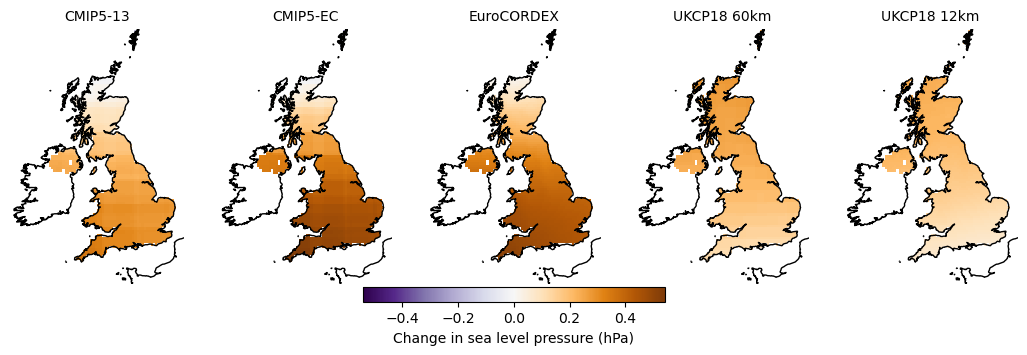 CMIP5-13 CMIP5-EC EuroCORDEX UKCP18 60km UKCP18 12km
−0.4 −0.2 0.0 0.2 0.4
Change in sea level pressure (hPa)